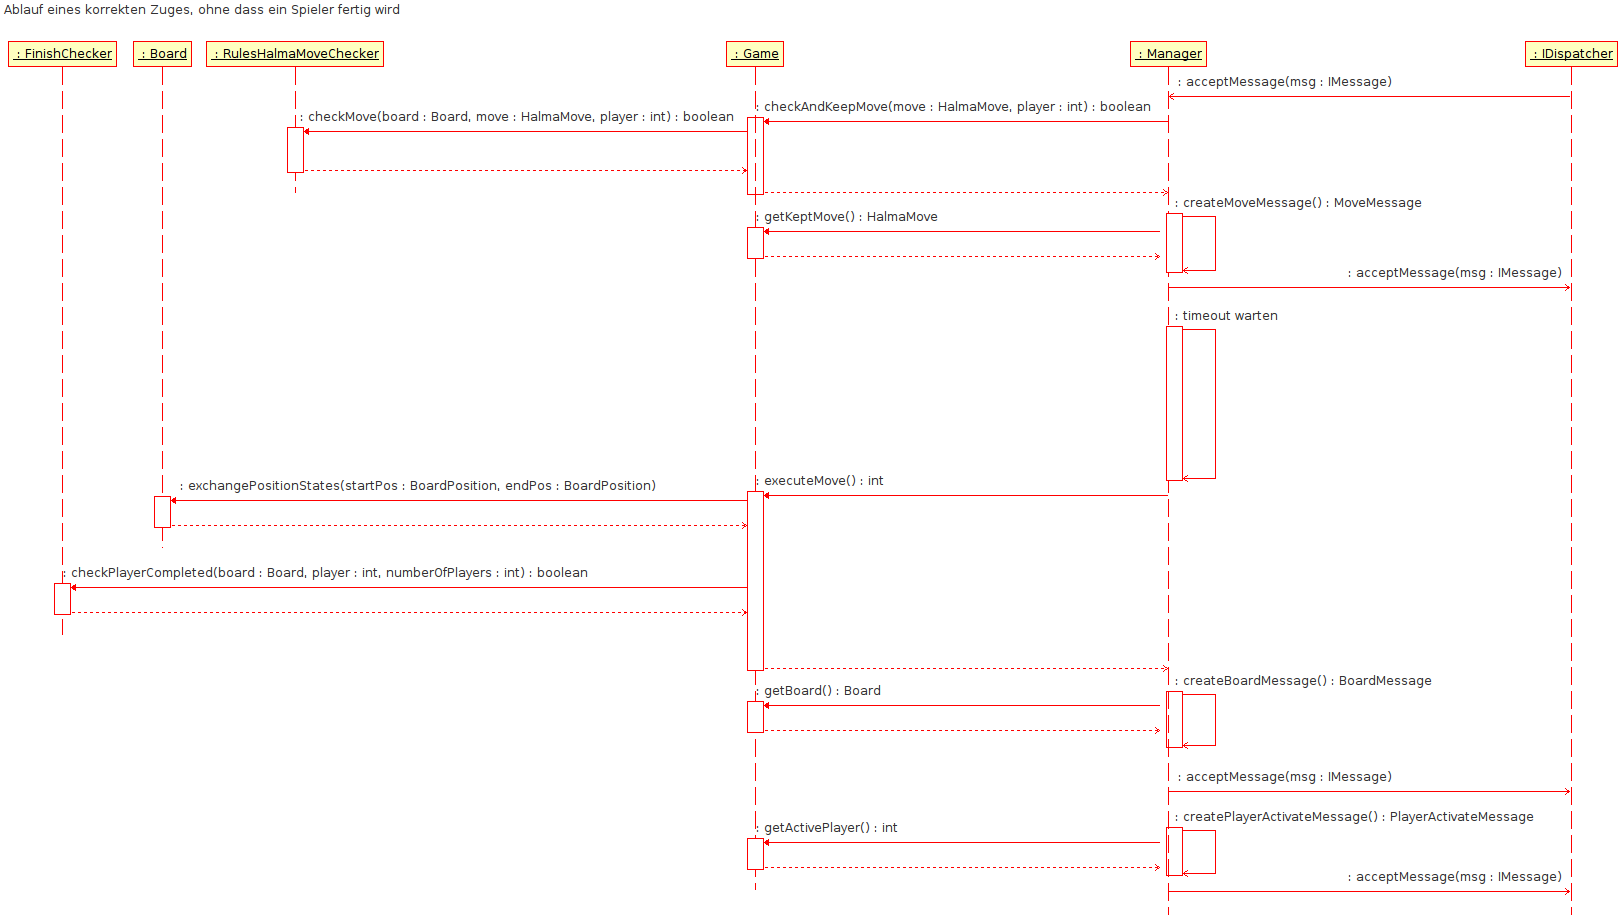 Ablauf eines korrekten Zuges, ohne dass ein Spieler fertig wird
: FinishChecker
: Board
: RulesHalmaMoveChecker
: Game
: Manager
: IDispatcher
: acceptMessage(msg : IMessage)
: checkAndKeepMove(move : HalmaMove, player : int) : boolean
: checkMove(board : Board, move : HalmaMove, player : int) : boolean
: createMoveMessage() : MoveMessage
: getKeptMove() : HalmaMove
: acceptMessage(msg : IMessage)
: timeout warten
: executeMove() : int
: exchangePositionStates(startPos : BoardPosition, endPos : BoardPosition)
: checkPlayerCompleted(board : Board, player : int, numberOfPlayers : int) : boolean
: createBoardMessage() : BoardMessage
: getBoard() : Board
: acceptMessage(msg : IMessage)
: createPlayerActivateMessage() : PlayerActivateMessage
: getActivePlayer() : int
: acceptMessage(msg : IMessage)